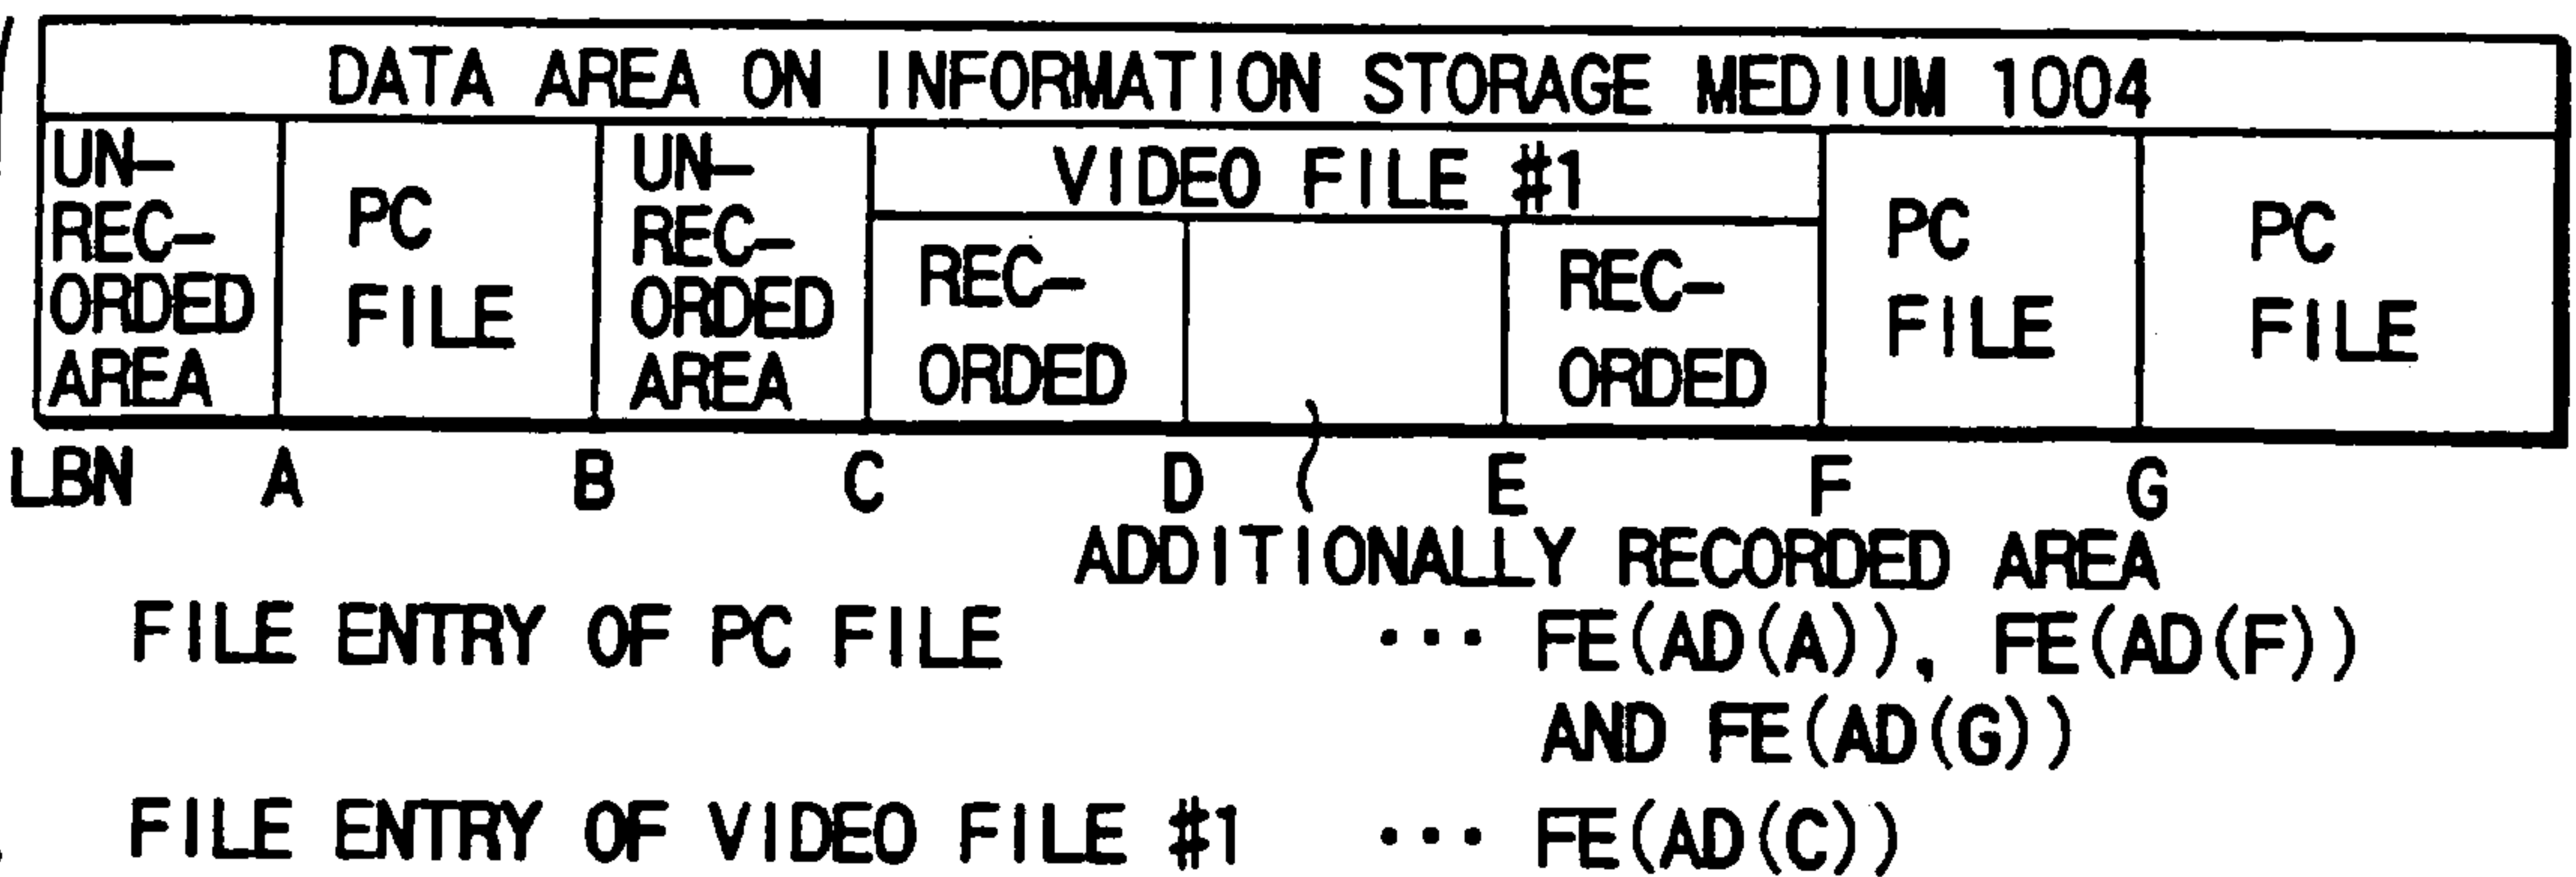 DATA AREA ON INFORMATION STORAGE MEDIUM 1004
UN-
REC-
ORDED
AREA
PC
FILE
UN-
REC-
ORDED
AREA
VIDEO FILE #1
REC-
ORDED
REC-
ORDED
PC
FILE
PC
FILE
LBN A B C D E F G
ADDITIONALLY RECORDED AREA
FILE ENTRY OF PC FILE ··· FE(AD(A)), FE(AD(F))
AND FE(AD(G))
FILE ENTRY OF VIDEO FILE #1 ··· FE(AD(C))